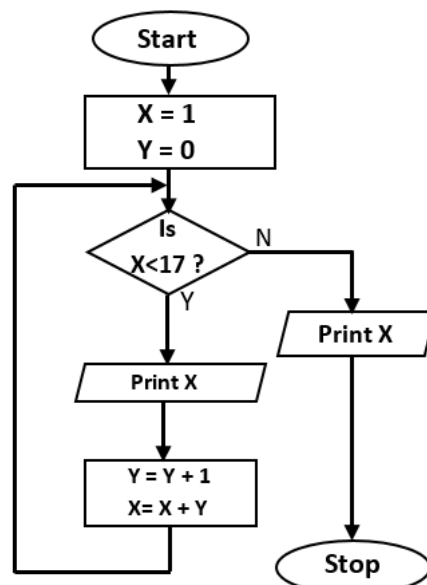 Start
X = 1
Y = 0
Is
X<17 ?
N
Y
Print X
Print X
Y = Y + 1
X= X + Y
Stop